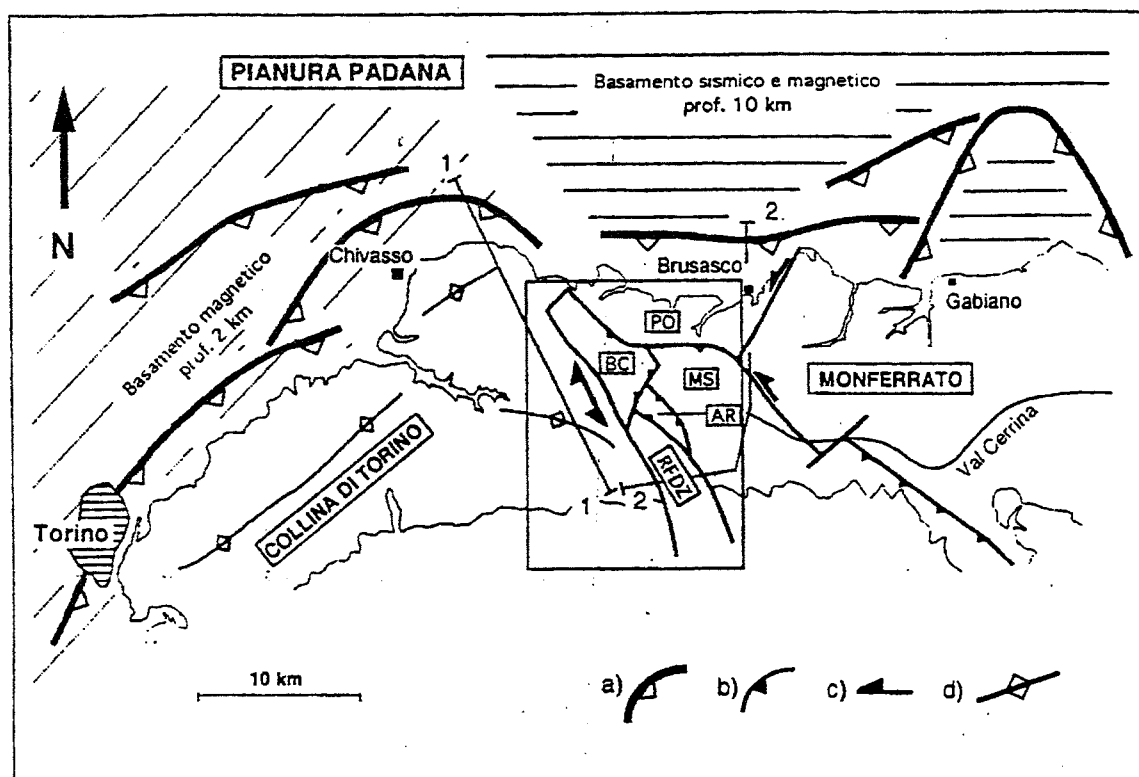 PIANURA PADANA
Basamento sismico e magnetico
prof. 10 km
N
1
2.
Chivasso
Brusasco
Gabiano
Basamento magnetico
prof. 2 km
PO
BC
MS
MONFERRATO
AR
Val Cerrina
COLLINA DI TORINO
RFDZ
1
2
Torino
10 km
a)
b)
c)
d)